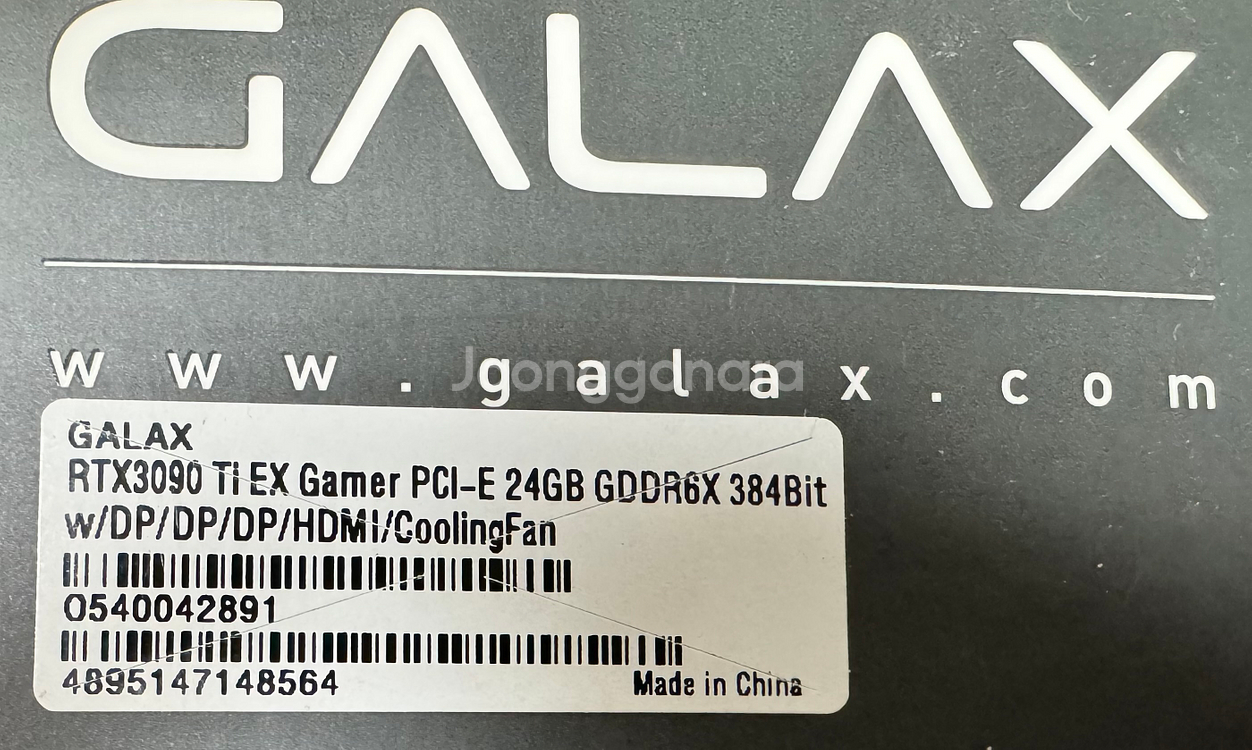 GALAX
www.galax.com
Jgonggonara
GALAX
RTX3090 Ti EX Gamer PCI-E 24GB GDDR6X 384Bit
w/DP/DP/DP/HDMI/CoolingFan
0540042891
4895147148564
Made in China